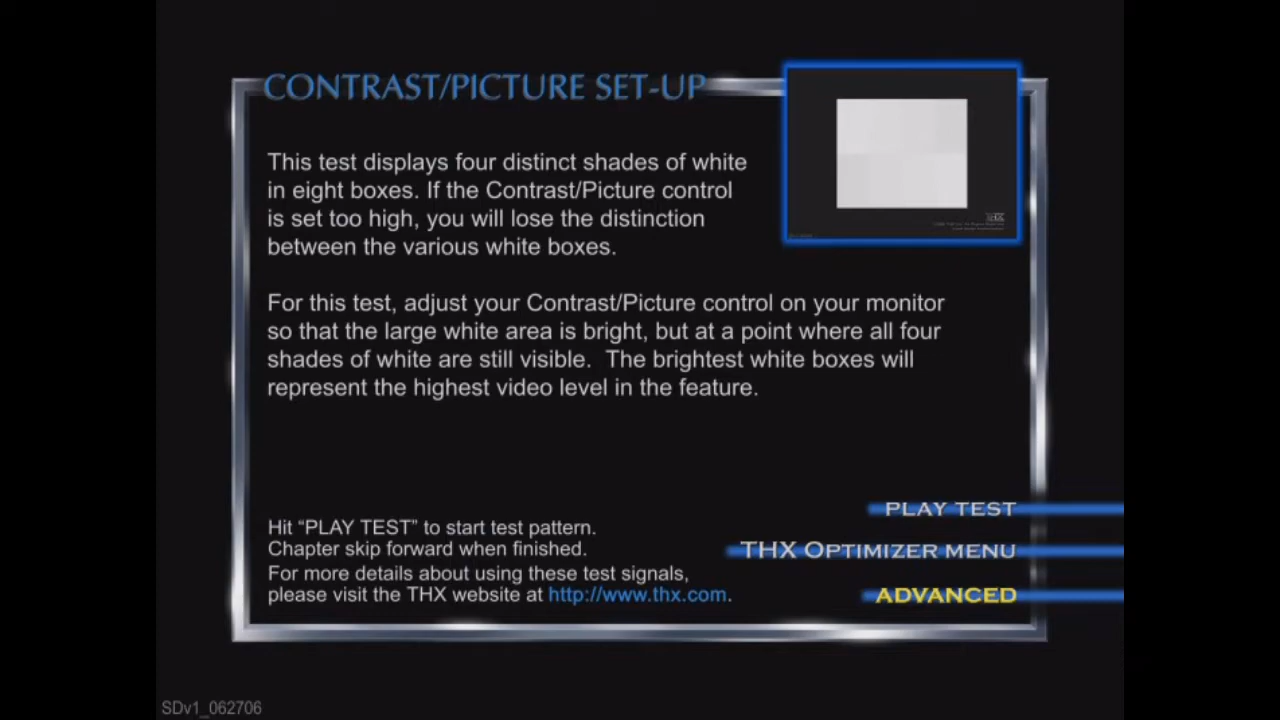 CONTRAST/PICTURE SET-UP
This test displays four distinct shades of white
in eight boxes. If the Contrast/Picture control
is set too high, you will lose the distinction
between the various white boxes.
THX
For this test, adjust your Contrast/Picture control on your monitor
so that the large white area is bright, but at a point where all four
shades of white are still visible.  The brightest white boxes will
represent the highest video level in the feature.
Hit “PLAY TEST” to start test pattern.
Chapter skip forward when finished.
For more details about using these test signals,
please visit the THX website at http://www.thx.com.
PLAY TEST
THX OPTIMIZER MENU
ADVANCED
SDv1_062706